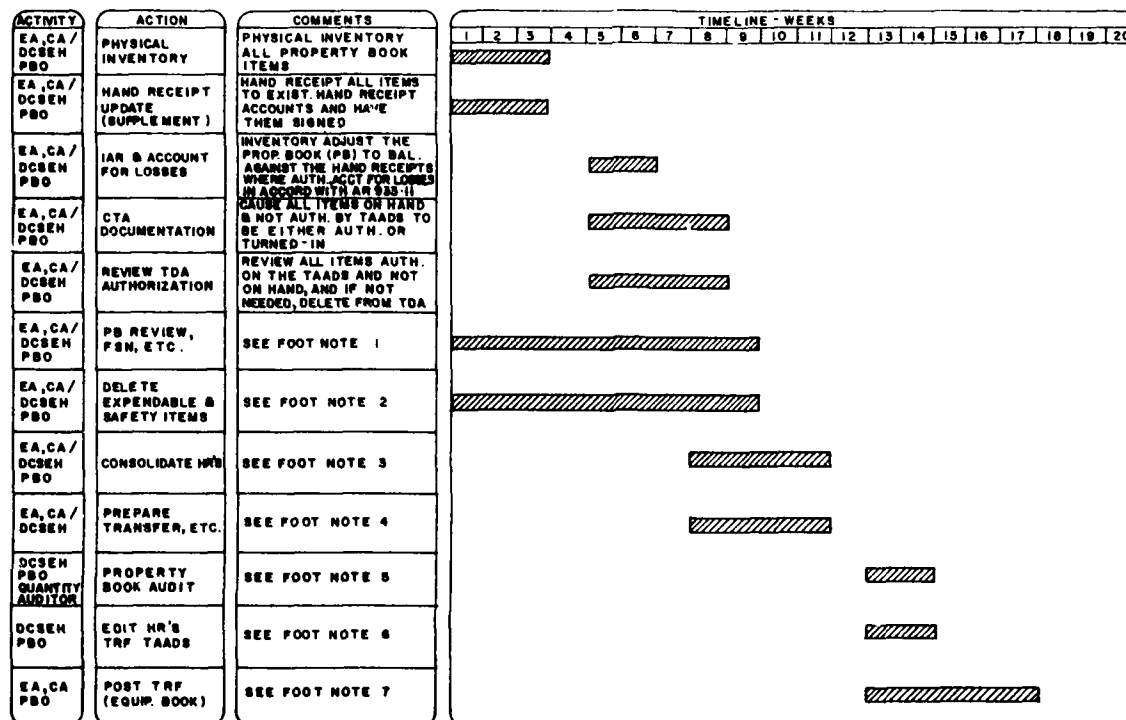 ACTIVITY ACTION COMMENTS TIMELINE - WEEKS
1 2 3 4 5 6 7 8 9 10 11 12 13 14 15 16 17 18 19 20
EA, CA/
DCSEH
PBO
PHYSICAL
INVENTORY
PHYSICAL INVENTORY
ALL PROPERTY BOOK
ITEMS
EA, CA/
DCSEH
PBO
HAND RECEIPT
UPDATE
(SUPPLEMENT)
HAND RECEIPT ALL ITEMS
TO EXIST. HAND RECEIPT
ACCOUNTS AND HAVE
THEM SIGNED
EA, CA/
DCSEH
PBO
IAR & ACCOUNT
FOR LOSSES
INVENTORY ADJUST THE
PROP. BOOK (PB) TO BAL.
AGAINST THE HAND RECEIPTS
WHERE AUTH. ACCT FOR LOSSES
IN ACCORD WITH AR 935-11
EA, CA/
DCSEH
PBO
CTA
DOCUMENTATION
CAUSE ALL ITEMS ON HAND
& NOT AUTH. BY TAADS TO
BE EITHER AUTH. OR
TURNED-IN
EA, CA/
DCSEH
PBO
REVIEW TDA
AUTHORIZATION
REVIEW ALL ITEMS AUTH.
ON THE TAADS AND NOT
ON HAND, AND IF NOT
NEEDED, DELETE FROM TDA
EA, CA/
DCSEH
PBO
PB REVIEW,
FSN, ETC.
SEE FOOT NOTE 1
EA, CA/
DCSEH
PBO
DELETE
EXPENDABLE &
SAFETY ITEMS
SEE FOOT NOTE 2
EA, CA/
DCSEH
PBO
CONSOLIDATE HR'S
SEE FOOT NOTE 3
EA, CA/
DCSEH
PREPARE
TRANSFER, ETC.
SEE FOOT NOTE 4
DCSEH
PBO
QUANTITY
AUDITOR
PROPERTY
BOOK AUDIT
SEE FOOT NOTE 5
DCSEH
PBO
EDIT HR'S
TRF TAADS
SEE FOOT NOTE 6
EA, CA
PBO
POST TRF
(EQUIP. BOOK)
SEE FOOT NOTE 7